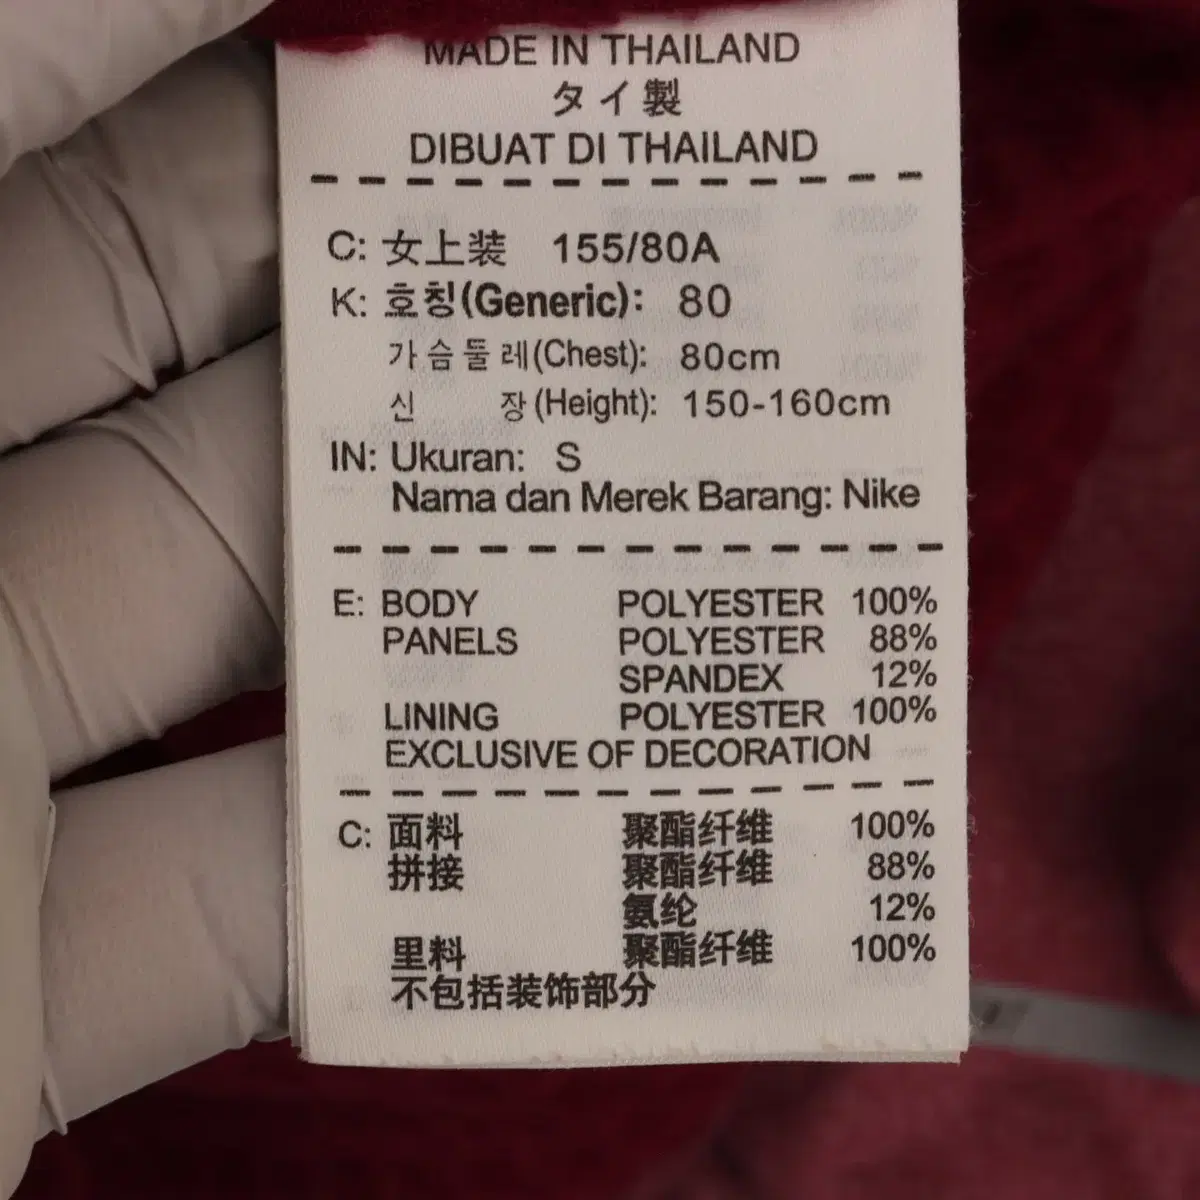 MADE IN THAILAND
タイ製
DIBUAT DI THAILAND
C: 女上装 155/80A
K: 호칭(Generic): 80
가슴둘레(Chest): 80cm
신 장(Height): 150-160cm
IN: Ukuran: S
Nama dan Merek Barang: Nike
E: BODY POLYESTER 100%
PANELS POLYESTER 88%
SPANDEX 12%
LINING POLYESTER 100%
EXCLUSIVE OF DECORATION
C: 面料 聚酯纤维 100%
拼接 聚酯纤维 88%
氨纶 12%
里料 聚酯纤维 100%
不包括装饰部分